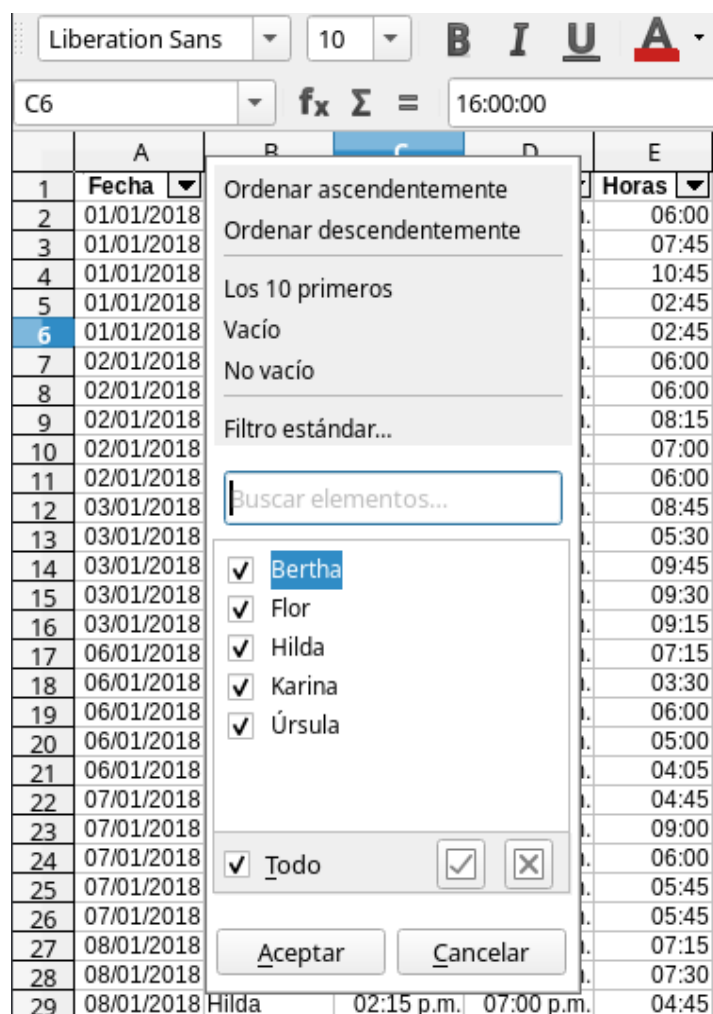 Liberation Sans 10 B I U A
C6 fx Σ = 16:00:00
A B C D E
1 Fecha Horas
2 01/01/2018 06:00
3 01/01/2018 07:45
4 01/01/2018 10:45
5 01/01/2018 02:45
6 01/01/2018 02:45
7 02/01/2018 06:00
8 02/01/2018 06:00
9 02/01/2018 08:15
10 02/01/2018 07:00
11 02/01/2018 06:00
12 03/01/2018 08:45
13 03/01/2018 05:30
14 03/01/2018 09:45
15 03/01/2018 09:30
16 03/01/2018 09:15
17 06/01/2018 07:15
18 06/01/2018 03:30
19 06/01/2018 06:00
20 06/01/2018 05:00
21 06/01/2018 04:05
22 07/01/2018 04:45
23 07/01/2018 09:00
24 07/01/2018 06:00
25 07/01/2018 05:45
26 07/01/2018 05:45
27 08/01/2018 07:15
28 08/01/2018 07:30
29 08/01/2018 Hilda 02:15 p.m. 07:00 p.m. 04:45
Ordenar ascendentemente
Ordenar descendentemente
Los 10 primeros
Vacío
No vacío
Filtro estándar...
Buscar elementos...
Bertha
Flor
Hilda
Karina
Úrsula
Todo
Aceptar Cancelar